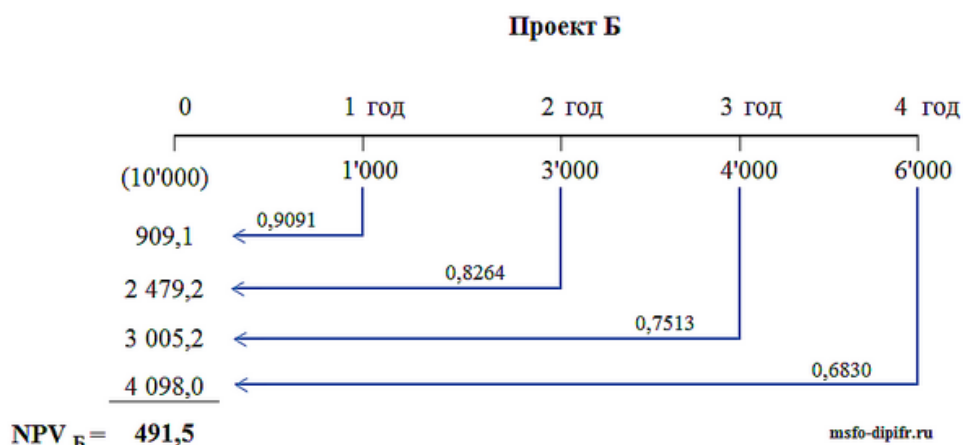 Проект Б
0 1 год 2 год 3 год 4 год
(10'000) 1'000 3'000 4'000 6'000
909,1 0,9091
2 479,2 0,8264
3 005,2 0,7513
4 098,0 0,6830
NPV Б = 491,5
msfo-dipifr.ru